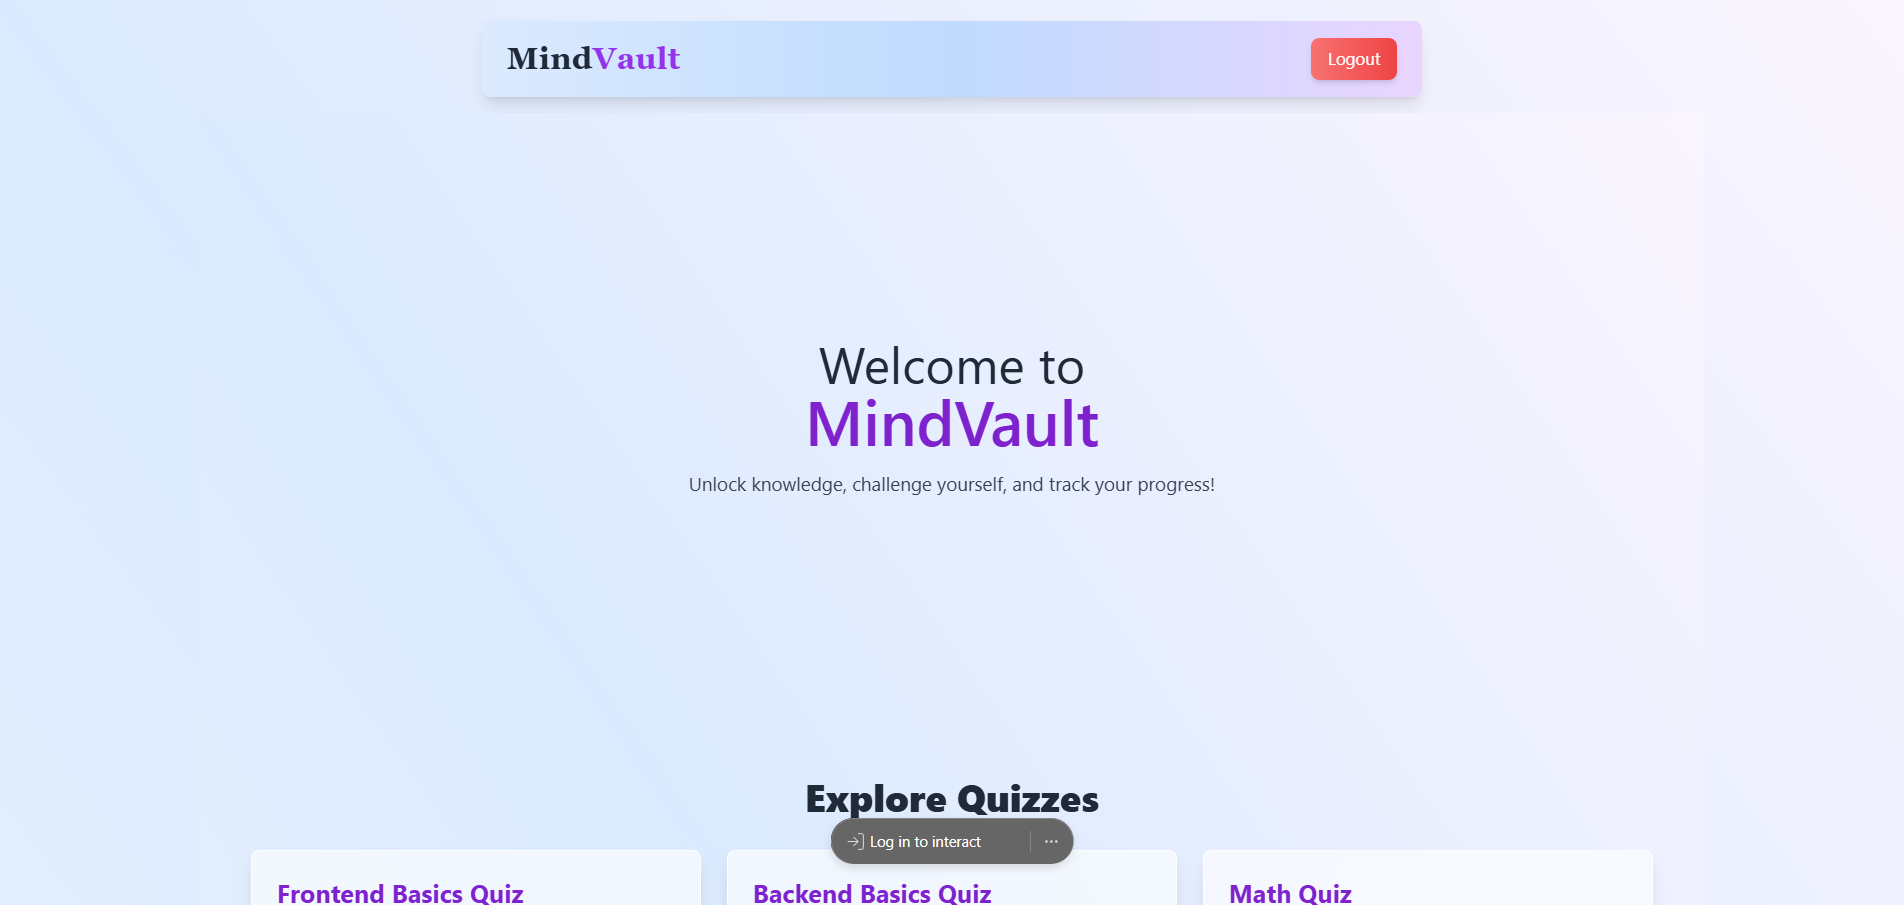 MindVault
Logout
Welcome to
MindVault
Unlock knowledge, challenge yourself, and track your progress!
Explore Quizzes
Log in to interact
Frontend Basics Quiz
Backend Basics Quiz
Math Quiz